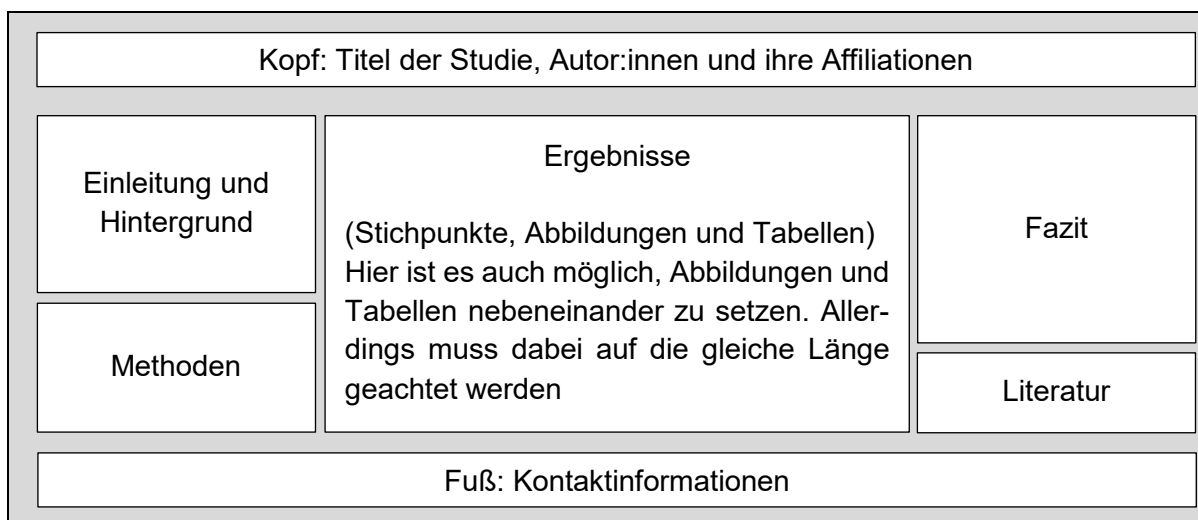 Kopf: Titel der Studie, Autor:innen und ihre Affiliationen
Einleitung und
Hintergrund
Methoden
Ergebnisse
(Stichpunkte, Abbildungen und Tabellen)
Hier ist es auch möglich, Abbildungen und
Tabellen nebeneinander zu setzen. Aller-
dings muss dabei auf die gleiche Länge
geachtet werden
Fazit
Literatur
Fuß: Kontaktinformationen